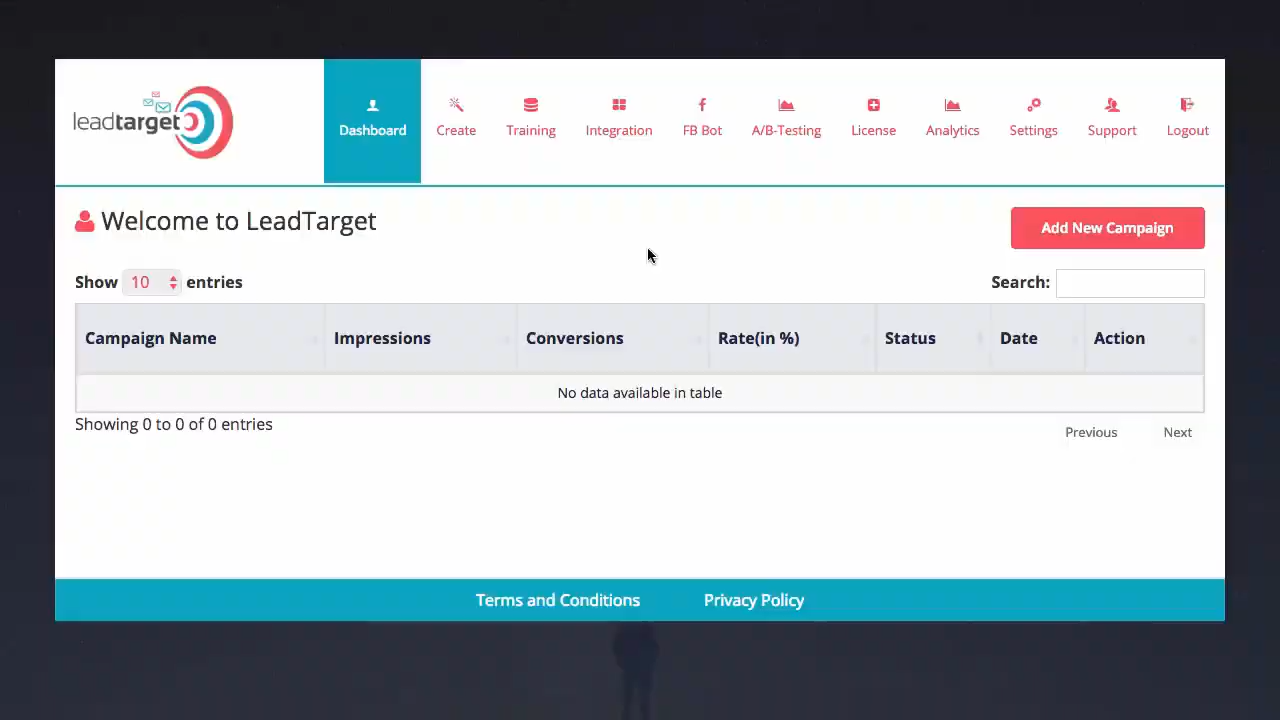 leadtarget
Dashboard Create Training Integration FB Bot A/B-Testing License Analytics Settings Support Logout
Welcome to LeadTarget
Add New Campaign
Show 10 entries
Search:
Campaign Name Impressions Conversions Rate(in %) Status Date Action
No data available in table
Showing 0 to 0 of 0 entries
Previous Next
Terms and Conditions Privacy Policy